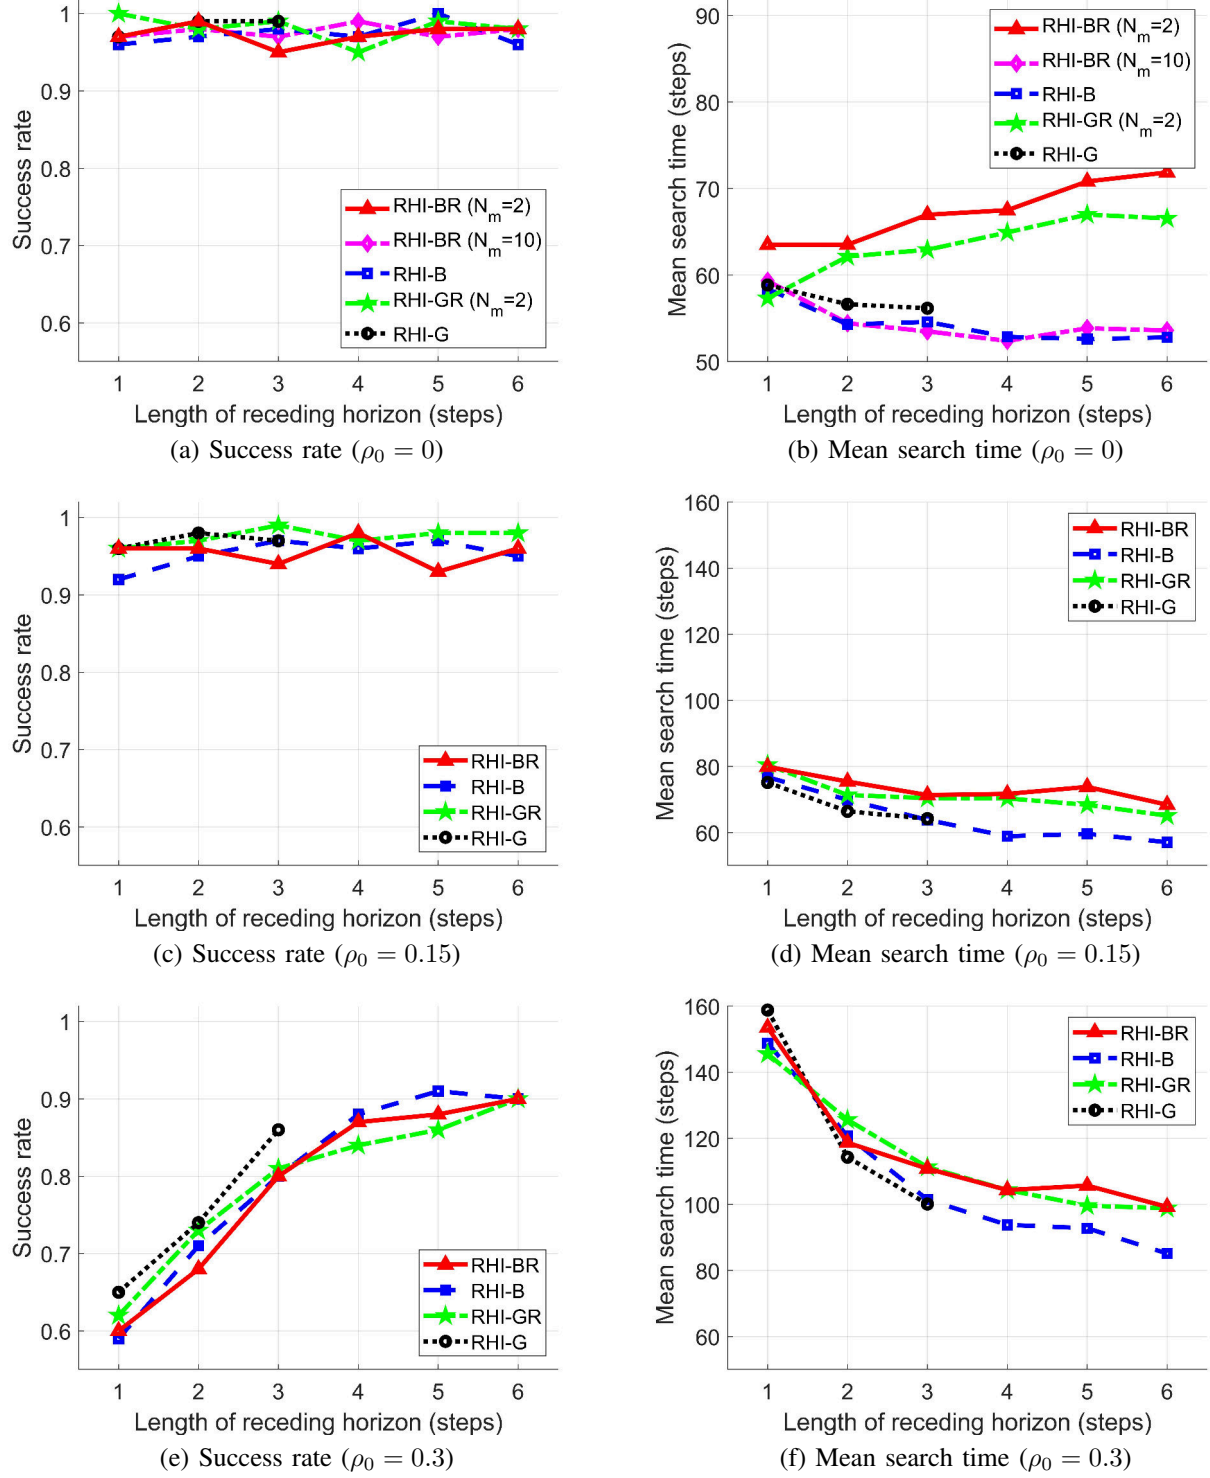 1
0.9
0.8
0.7
0.6
Success rate
RHI-BR (N_m=2)
RHI-BR (N_m=10)
RHI-B
RHI-GR (N_m=2)
RHI-G
1 2 3 4 5 6
Length of receding horizon (steps)
(a) Success rate (ρ₀ = 0)
90
80
70
60
50
Mean search time (steps)
RHI-BR (N_m=2)
RHI-BR (N_m=10)
RHI-B
RHI-GR (N_m=2)
RHI-G
1 2 3 4 5 6
Length of receding horizon (steps)
(b) Mean search time (ρ₀ = 0)
1
0.9
0.8
0.7
0.6
Success rate
RHI-BR
RHI-B
RHI-GR
RHI-G
1 2 3 4 5 6
Length of receding horizon (steps)
(c) Success rate (ρ₀ = 0.15)
160
140
120
100
80
60
Mean search time (steps)
RHI-BR
RHI-B
RHI-GR
RHI-G
1 2 3 4 5 6
Length of receding horizon (steps)
(d) Mean search time (ρ₀ = 0.15)
1
0.9
0.8
0.7
0.6
Success rate
RHI-BR
RHI-B
RHI-GR
RHI-G
1 2 3 4 5 6
Length of receding horizon (steps)
(e) Success rate (ρ₀ = 0.3)
160
140
120
100
80
60
Mean search time (steps)
RHI-BR
RHI-B
RHI-GR
RHI-G
1 2 3 4 5 6
Length of receding horizon (steps)
(f) Mean search time (ρ₀ = 0.3)